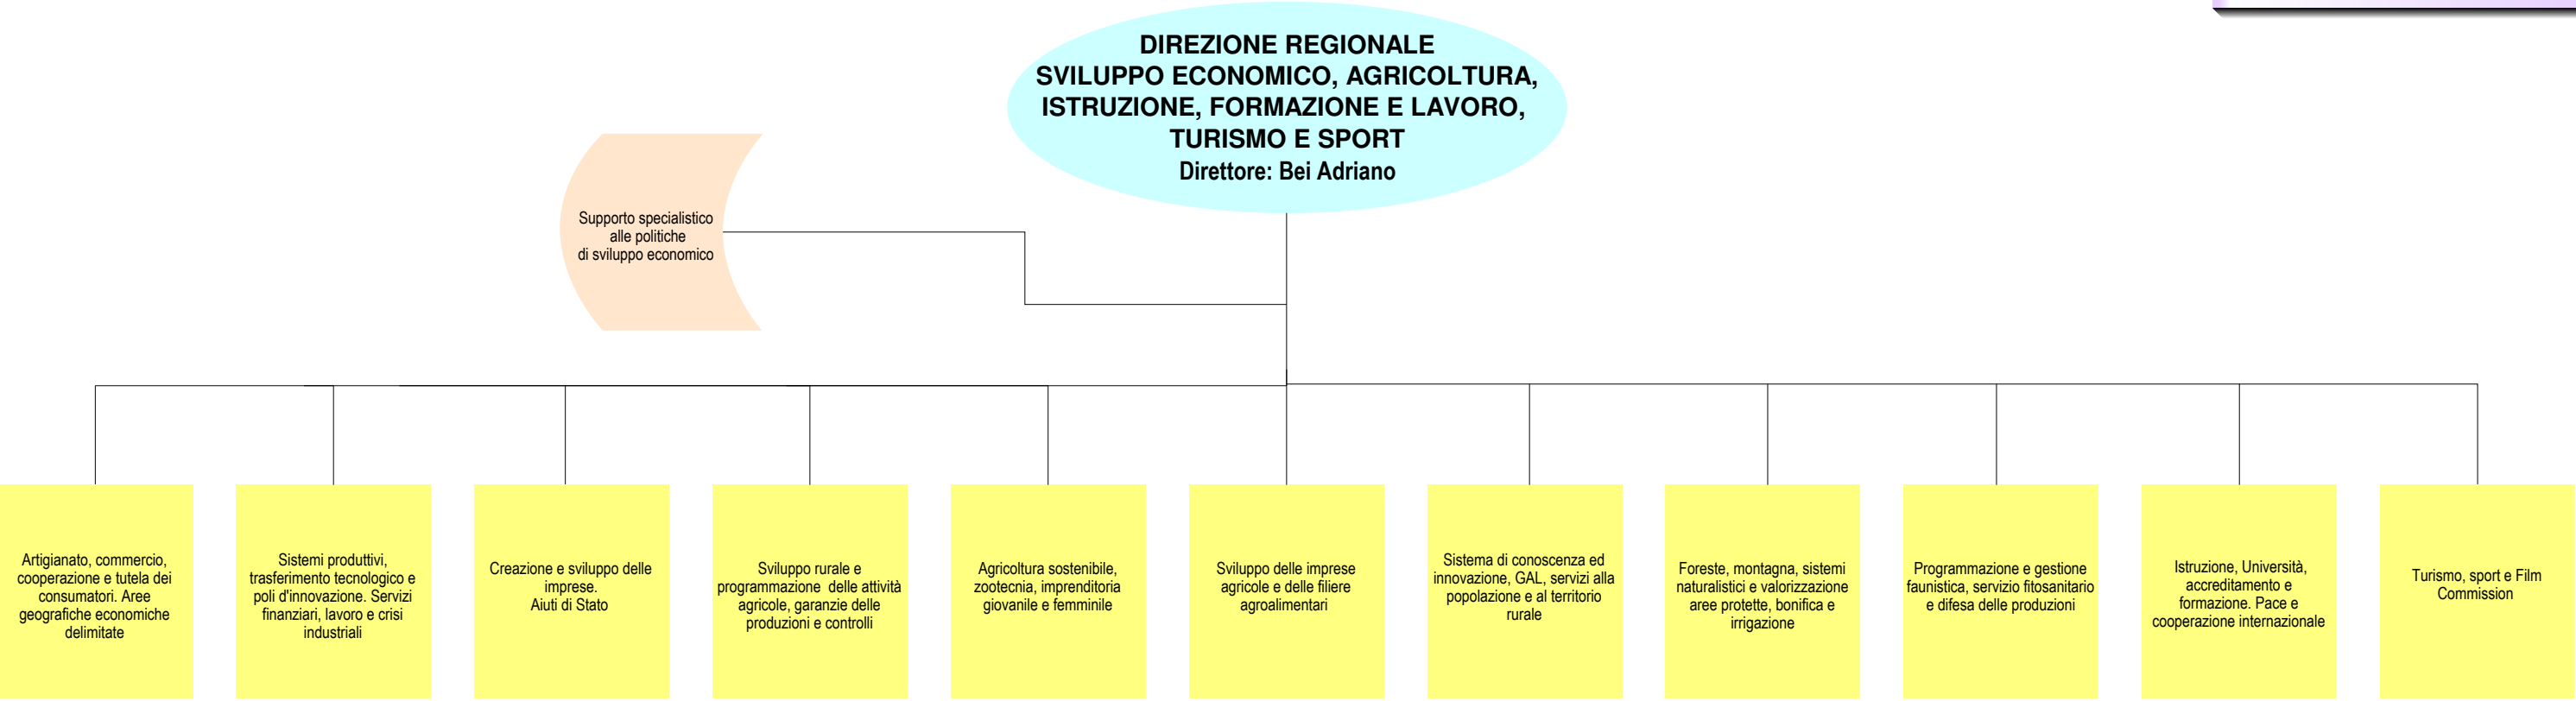 DIREZIONE REGIONALE
SVILUPPO ECONOMICO, AGRICOLTURA,
ISTRUZIONE, FORMAZIONE E LAVORO,
TURISMO E SPORT
Direttore: Bei Adriano
Supporto specialistico
alle politiche
di sviluppo economico
Artigianato, commercio,
cooperazione e tutela dei
consumatori. Aree
geografiche economiche
delimitate
Sistemi produttivi,
trasferimento tecnologico e
poli d'innovazione. Servizi
finanziari, lavoro e crisi
industriali
Creazione e sviluppo delle
imprese.
Aiuti di Stato
Sviluppo rurale e
programmazione delle attività
agricole, garanzie delle
produzioni e controlli
Agricoltura sostenibile,
zootecnia, imprenditoria
giovanile e femminile
Sviluppo delle imprese
agricole e delle filiere
agroalimentari
Sistema di conoscenza ed
innovazione, GAL, servizi alla
popolazione e al territorio
rurale
Foreste, montagna, sistemi
naturalistici e valorizzazione
aree protette, bonifica e
irrigazione
Programmazione e gestione
faunistica, servizio fitosanitario
e difesa delle produzioni
Istruzione, Università,
accreditamento e
formazione. Pace e
cooperazione internazionale
Turismo, sport e Film
Commission